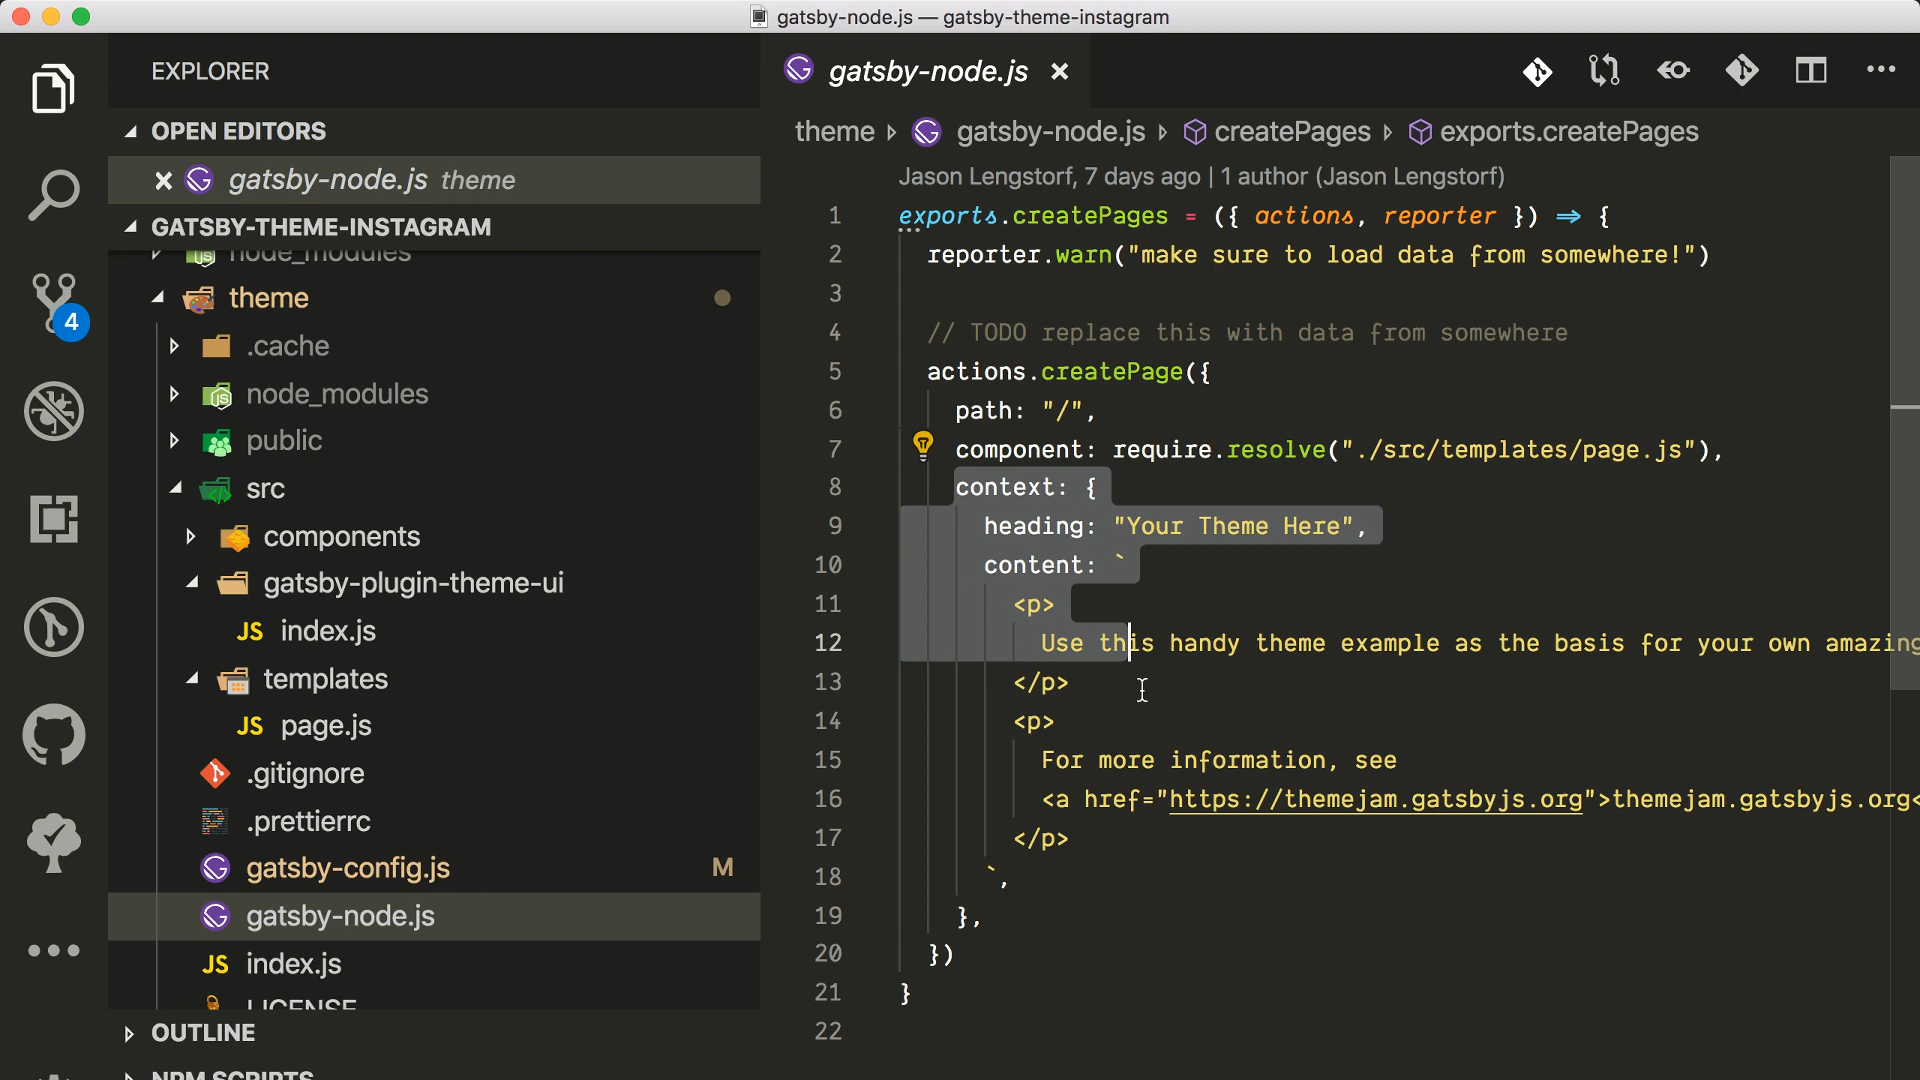 gatsby-node.js — gatsby-theme-instagram
EXPLORER
OPEN EDITORS
gatsby-node.js theme
GATSBY-THEME-INSTAGRAM
node_modules
theme
.cache
node_modules
public
src
components
gatsby-plugin-theme-ui
JS index.js
templates
JS page.js
.gitignore
.prettierrc
gatsby-config.js M
gatsby-node.js
JS index.js
LICENSE
OUTLINE
NPM SCRIPTS
4
gatsby-node.js
theme gatsby-node.js createPages exports.createPages
Jason Lengstorf, 7 days ago | 1 author (Jason Lengstorf)
1 exports.createPages = ({ actions, reporter }) => {
2 reporter.warn("make sure to load data from somewhere!")
3
4 // TODO replace this with data from somewhere
5 actions.createPage({
6 path: "/",
7 component: require.resolve("./src/templates/page.js"),
8 context: {
9 heading: "Your Theme Here",
10 content: `
11 <p>
12 Use this handy theme example as the basis for your own amazing
13 </p>
14 <p>
15 For more information, see
16 <a href="https://themejam.gatsbyjs.org">themejam.gatsbyjs.org<
17 </p>
18 `,
19 },
20 })
21 }
22